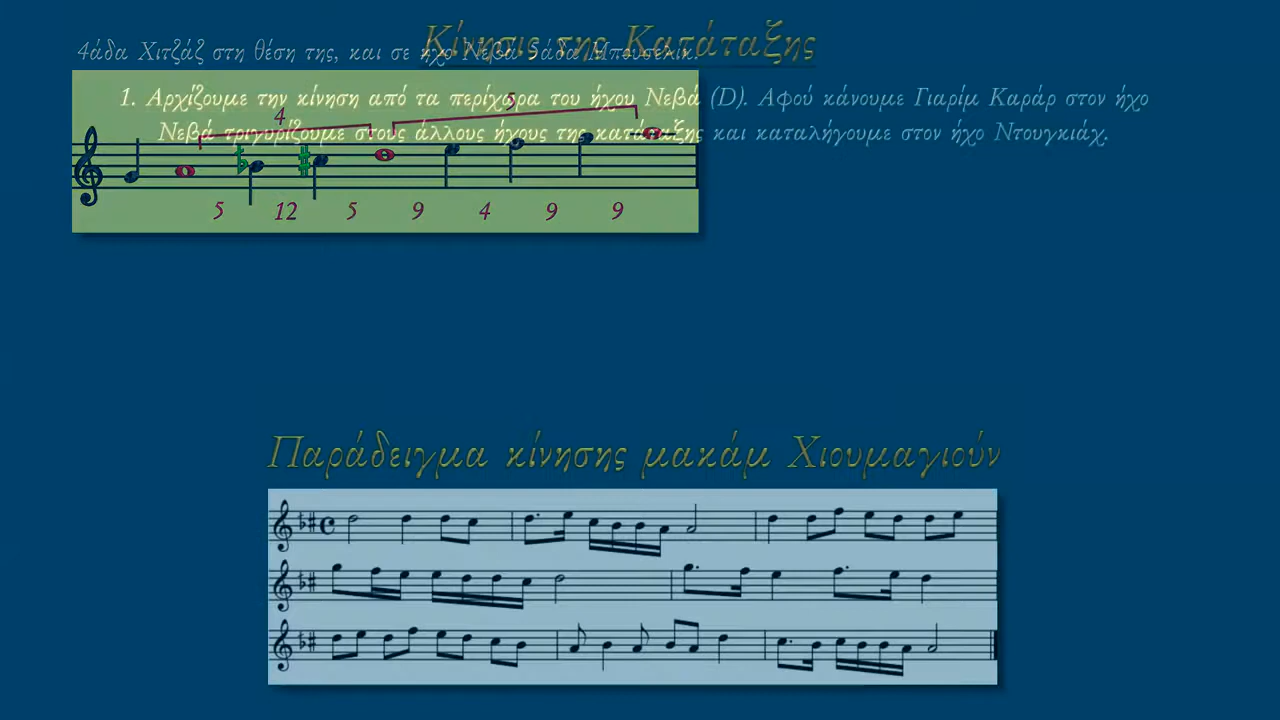 Κίνησις της Κατάταξης
4άδα Χιτζάζ στη θέση της, και σε ήχο Νεβά 5άδα Μπουσελίκ.
1. Αρχίζουμε την κίνηση από τα περίχωρα του ήχου Νεβά (D). Αφού κάνουμε Γιαρίμ Καράρ στον ήχο
Νεβά τριγυρίζουμε στους άλλους ήχους της κατάταξης και καταλήγουμε στον ήχο Ντουγκιάχ.
4 5
5 12 5 9 4 9 9
Παράδειγμα κίνησης μακάμ Χιουμαγιούν